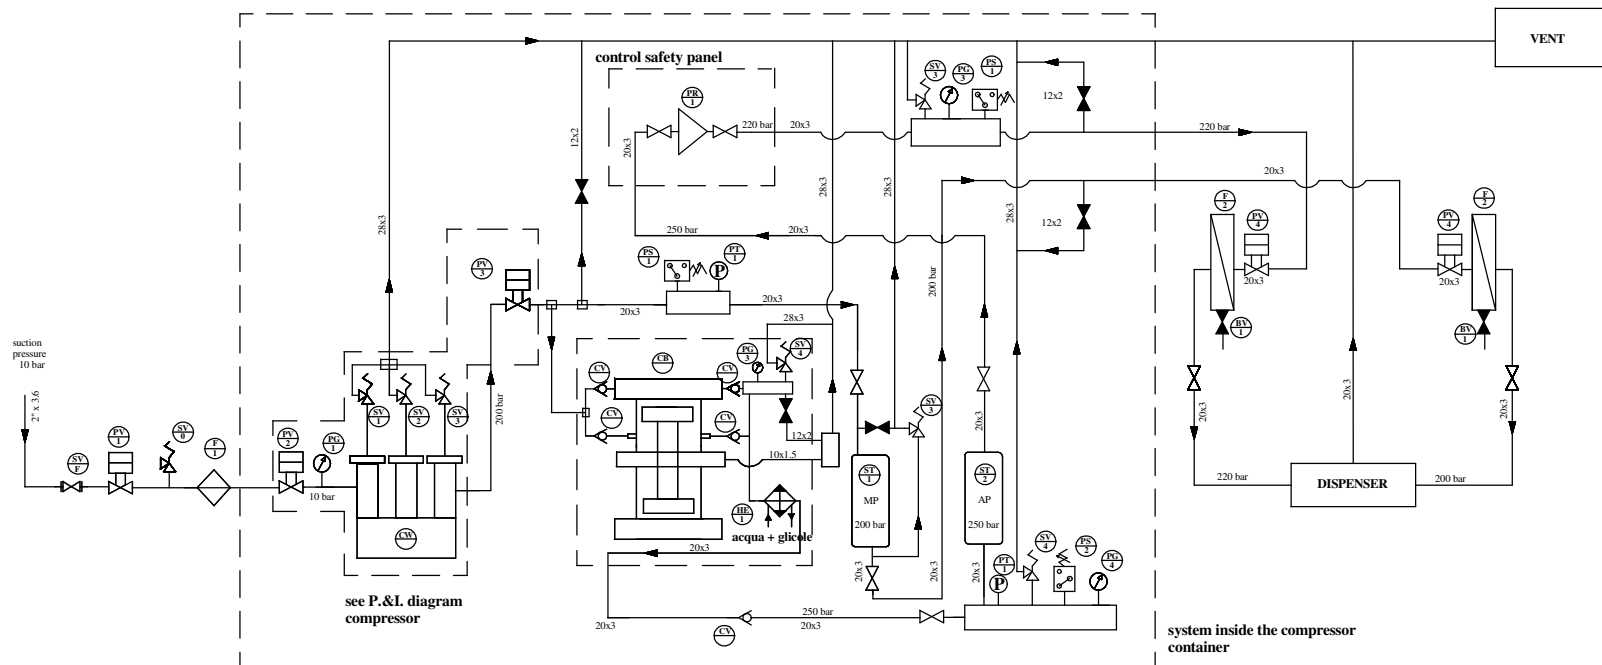 VENT
control safety panel
SV
3
PG
3
PS
1
PR
1
12x2
220 bar
20x3
220 bar
12x2
20x3
28x3
28x3
20x3
F
2
F
2
28x3
28x3
12x2
PV
4
PV
4
250 bar
20x3
PS
1
PT
1
PV
3
200 bar
20x3
20x3
20x3
20x3
BV
1
BV
1
28x3
suction
pressure
10 bar
CB
PG
3
SV
4
CV
CV
2" x 3.6
200 bar
20x3
SV
1
SV
2
SV
3
CV
CV
SV
3
20x3
20x3
20x3
SV
F
PV
1
SV
0
F
1
PV
2
PG
1
12x2
10x1.5
10 bar
ST
1
ST
2
MP
AP
220 bar
DISPENSER
200 bar
HE
1
200 bar
250 bar
CW
acqua + glicole
20x3
SV
4
PS
2
PG
4
PT
1
20x3
20x3
20x3
P
P
see P.&I. diagram
compressor
250 bar
20x3
20x3
CV
system inside the compressor
container